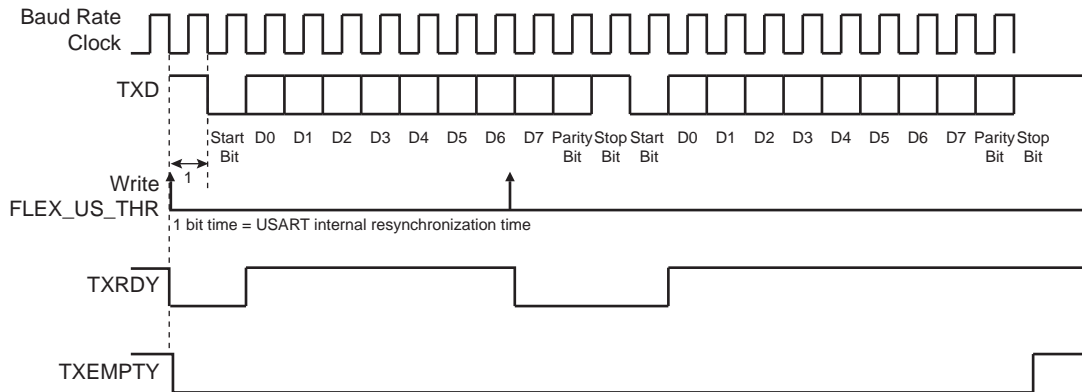 Baud Rate
Clock
TXD
Start D0 D1 D2 D3 D4 D5 D6 D7 Parity Stop Start D0 D1 D2 D3 D4 D5 D6 D7 Parity Stop
Bit Bit Bit Bit Bit Bit
1
Write
FLEX_US_THR
1 bit time = USART internal resynchronization time
TXRDY
TXEMPTY